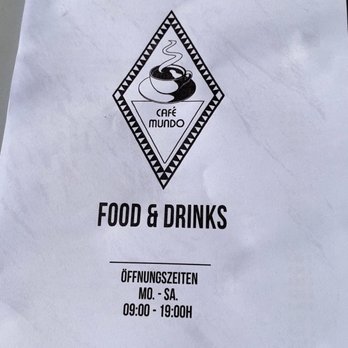 CAFÉ
MUNDO
FOOD & DRINKS
ÖFFNUNGSZEITEN
MO. - SA.
09:00 - 19:00H